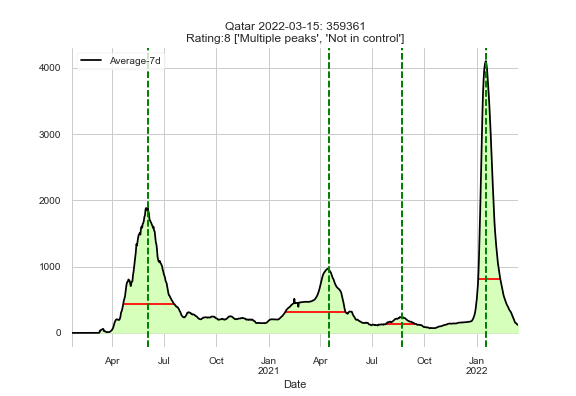 Qatar 2022-03-15: 359361
Rating:8 ['Multiple peaks', 'Not in control']
Average-7d
4000
3000
2000
1000
0
Apr Jul Oct Jan Apr Jul Oct Jan
2021 2022
Date